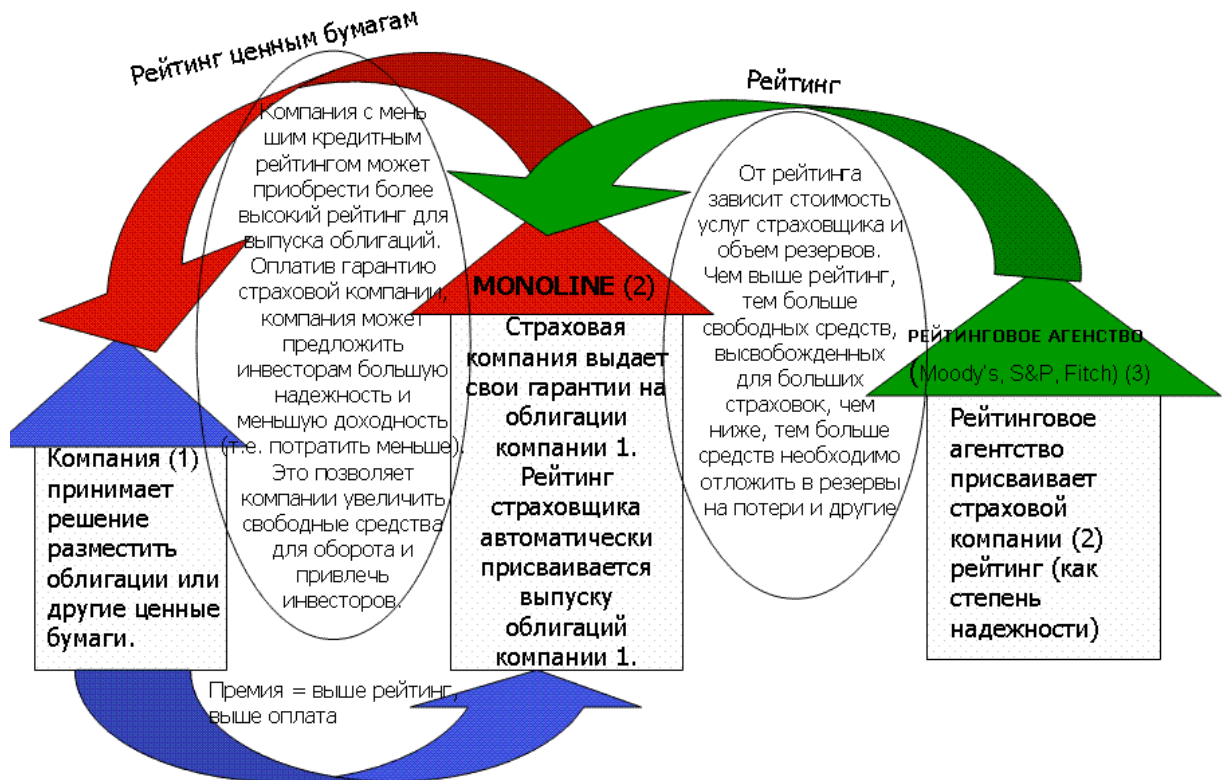 Рейтинг ценным бумагам
Рейтинг
Компания с мень
шим кредитным
рейтингом может
приобрести более
высокий рейтинг для
выпуска облигаций.
Оплатив гарантию
страховой компании,
компания может
предложить
инвесторам большую
надежность и
меньшую доходность
(т.е. потратить меньше).
Это позволяет
компании увеличить
свободные средства
для оборота и
привлечь
инвесторов.
От рейтинга
зависит стоимость
услуг страховщика и
объем резервов.
Чем выше рейтинг,
тем больше
свободных средств,
высвобожденных
для больших
страховок, чем
ниже, тем больше
средств необходимо
отложить в резервы
на потери и другие
Компания (1)
принимает
решение
разместить
облигации или
другие ценные
бумаги.
MONOLINE (2)
Страховая
компания выдает
свои гарантии на
облигации
компании 1.
Рейтинг
страховщика
автоматически
присваивается
выпуску
облигаций
компании 1.
РЕЙТИНГОВОЕ АГЕНСТВО
(Moody's, S&P, Fitch) (3)
Рейтинговое
агентство
присваивает
страховой
компании (2)
рейтинг (как
степень
надежности)
Премия = выше рейтинг,
выше оплата